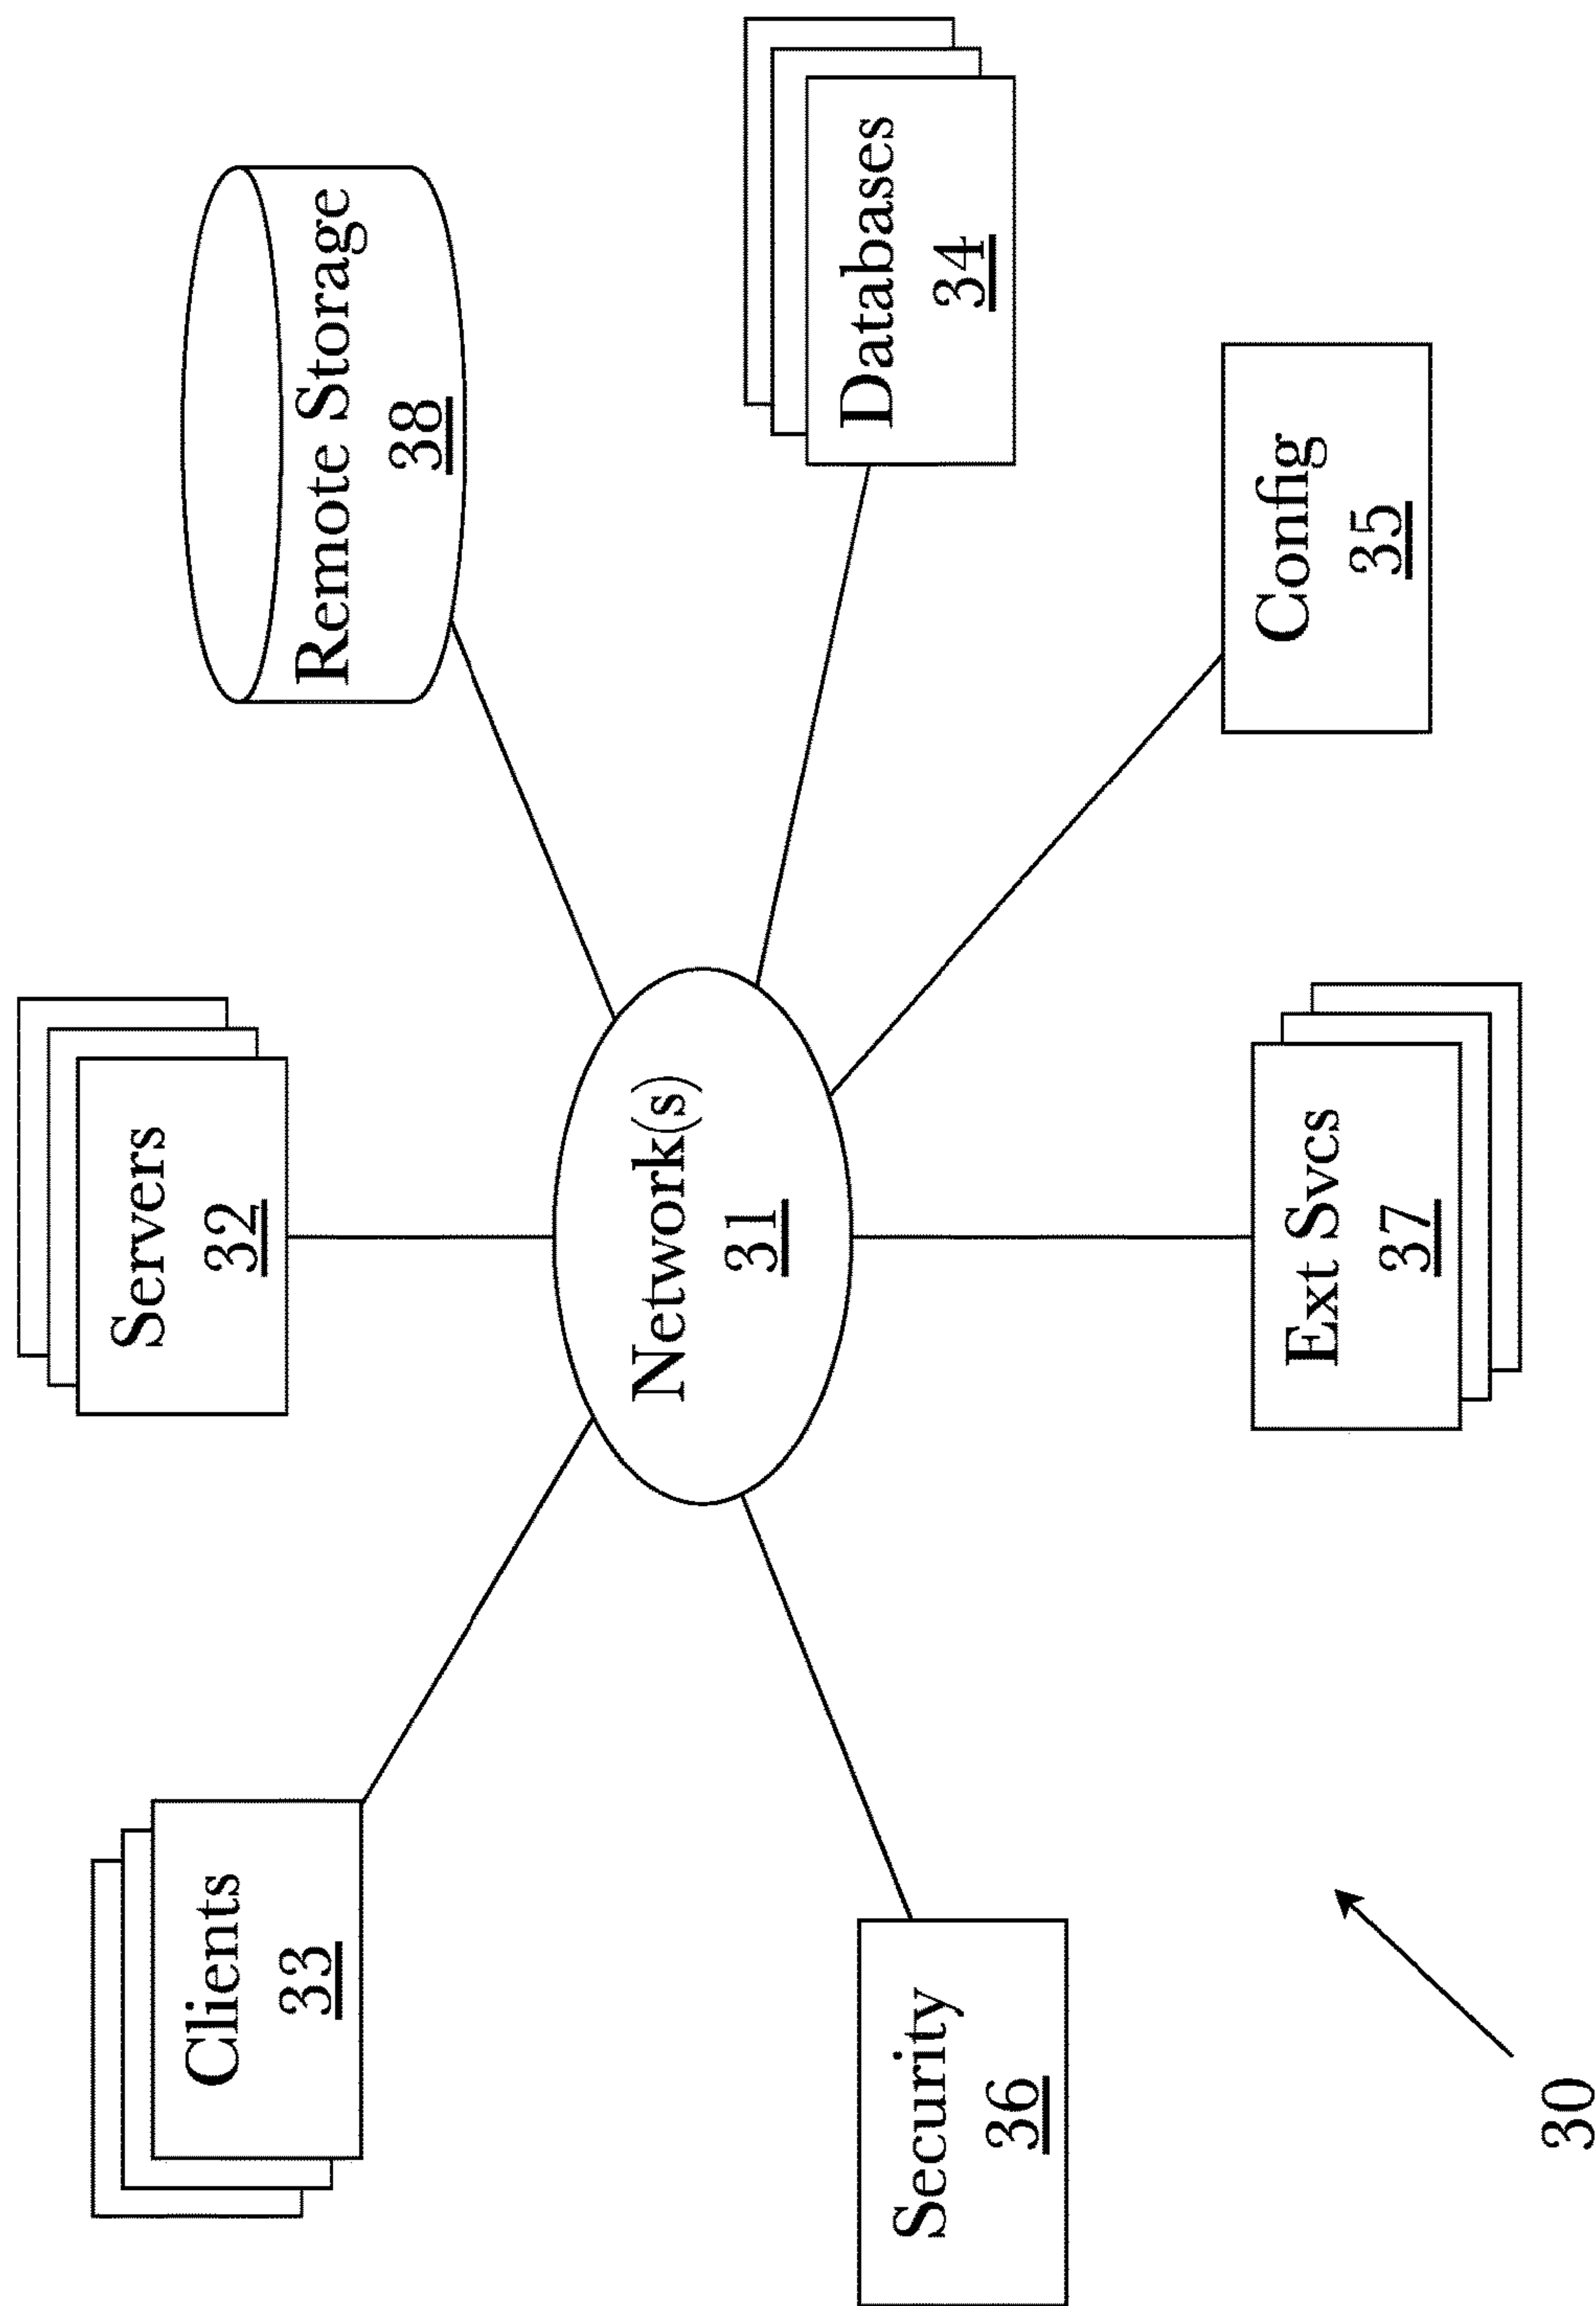 Clients
33
Servers
32
Remote Storage
38
Network(s)
31
Security
36
Databases
34
Ext Svcs
37
Config
35
30